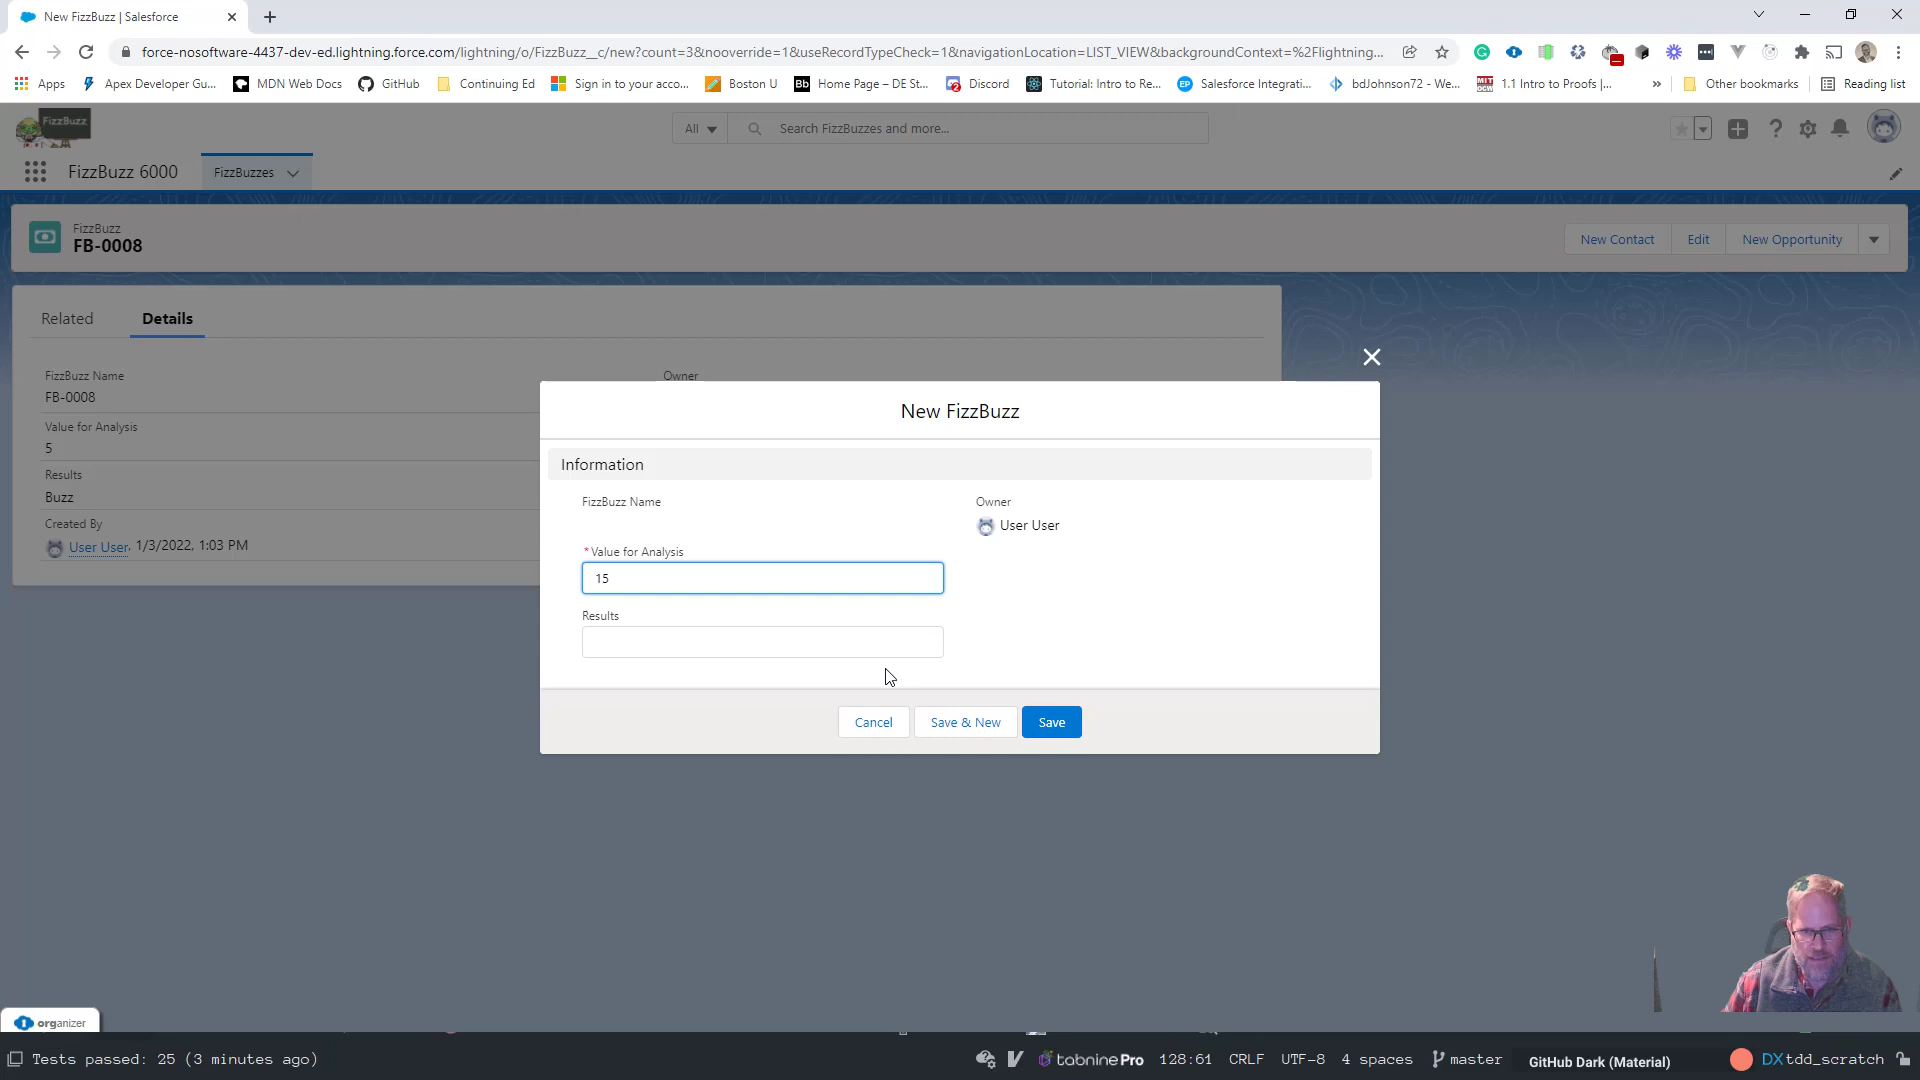 New FizzBuzz | Salesforce
force-nosoftware-4437-dev-ed.lightning.force.com/lightning/o/FizzBuzz__c/new?count=3&nooverride=1&useRecordTypeCheck=1&navigationLocation=LIST_VIEW&backgroundContext=%2Flightning...
Apps
Apex Developer Gu...
MDN Web Docs
GitHub
Continuing Ed
Sign in to your acco...
Boston U
Bb Home Page – DE St...
Discord
Tutorial: Intro to Re...
EP Salesforce Integrati...
bdJohnson72 - We...
1.1 Intro to Proofs |...
»
Other bookmarks
Reading list
FizzBuzz
All
Search FizzBuzzes and more...
FizzBuzz 6000
FizzBuzzes
FizzBuzz
FB-0008
New Contact
Edit
New Opportunity
Related
Details
FizzBuzz Name
FB-0008
Owner
Value for Analysis
5
Results
Buzz
Created By
User User, 1/3/2022, 1:03 PM
New FizzBuzz
Information
FizzBuzz Name
Owner
User User
*Value for Analysis
15
Results
Cancel
Save & New
Save
organizer
Tests passed: 25 (3 minutes ago)
tabnine Pro
128:61
CRLF
UTF-8
4 spaces
master
GitHub Dark (Material)
DX tdd_scratch